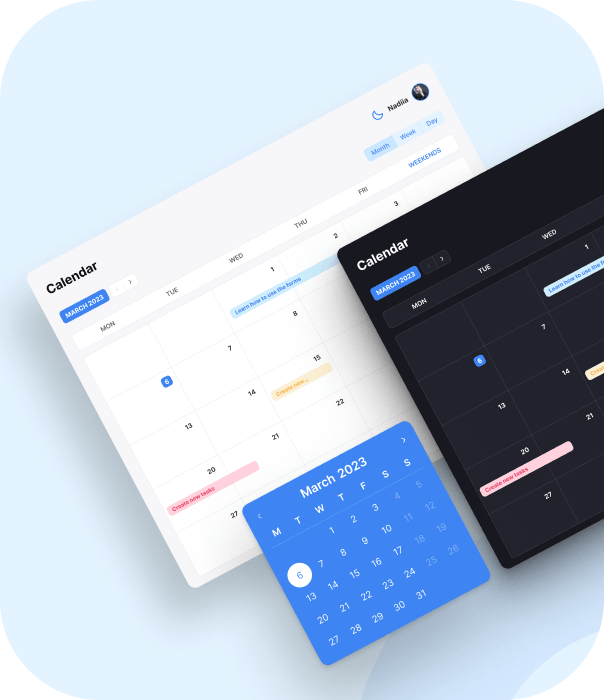 Nadiia
Month Week Day
Calendar
MARCH 2023
MON TUE WED THU FRI WEEKENDS
1 2 3
Learn how to use the forms
6 7 8
13 14 15
Create new...
20 21 22
Create new tasks
27
Calendar
MARCH 2023
MON TUE WED
1
Learn how to use the f
6 7
13 14
20 21
Create new tasks
27
March 2023
M T W T F S S
1 2 3 4 5
6 7 8 9 10 11 12
13 14 15 16 17 18 19
20 21 22 23 24 25 26
27 28 29 30 31